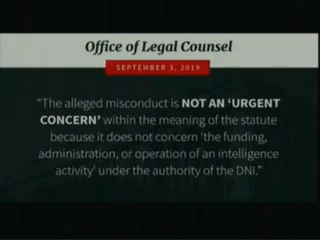 Office of Legal Counsel
SEPTEMBER 3, 2019
“The alleged misconduct is NOT AN ‘URGENT
CONCERN’ within the meaning of the statute
because it does not concern ‘the funding,
administration, or operation of an intelligence
activity’ under the authority of the DNI.”